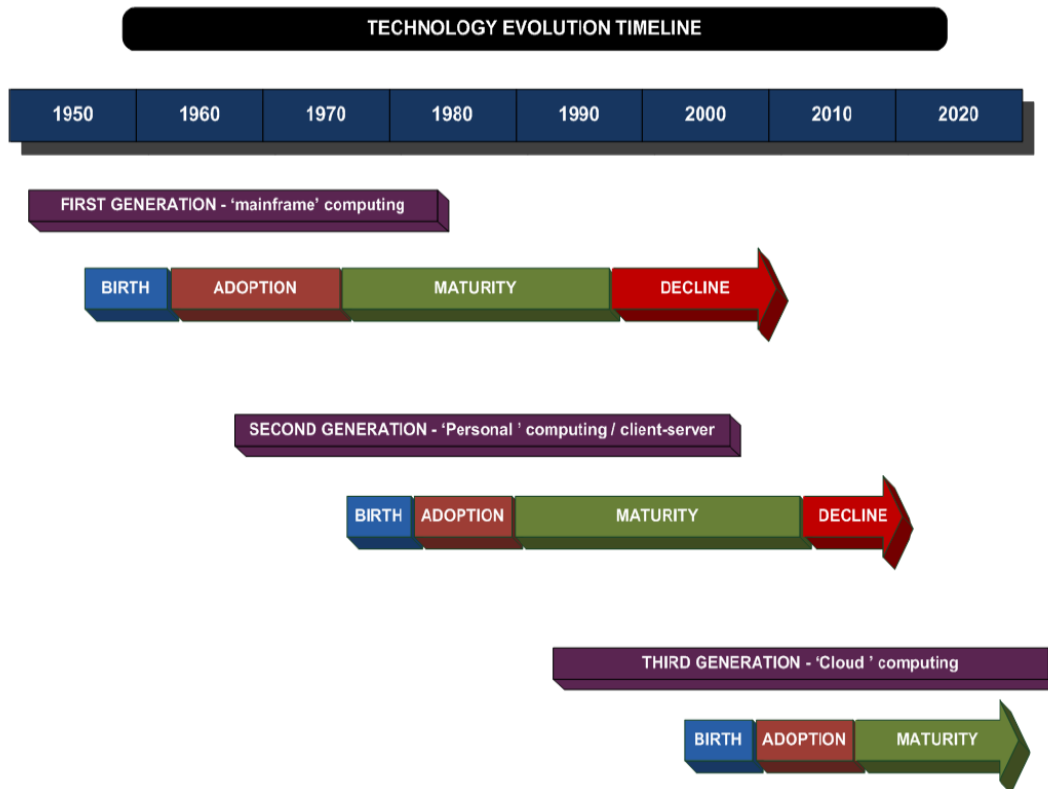 TECHNOLOGY EVOLUTION TIMELINE
1950 1960 1970 1980 1990 2000 2010 2020
FIRST GENERATION - ‘mainframe’ computing
BIRTH ADOPTION MATURITY DECLINE
SECOND GENERATION - ‘Personal ’ computing / client-server
BIRTH ADOPTION MATURITY DECLINE
THIRD GENERATION - ‘Cloud ’ computing
BIRTH ADOPTION MATURITY